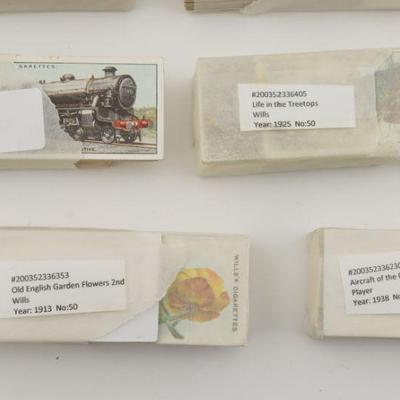 GARETTES.
#200352336405
Life in the Treetops
Wills
Year: 1925 No:50
#200352336353
Old English Garden Flowers 2nd
Wills
Year: 1913 No:50
WILLS'S CIGARETTES.
#20035233623
Aircraft of the
Player
Year: 1938 No